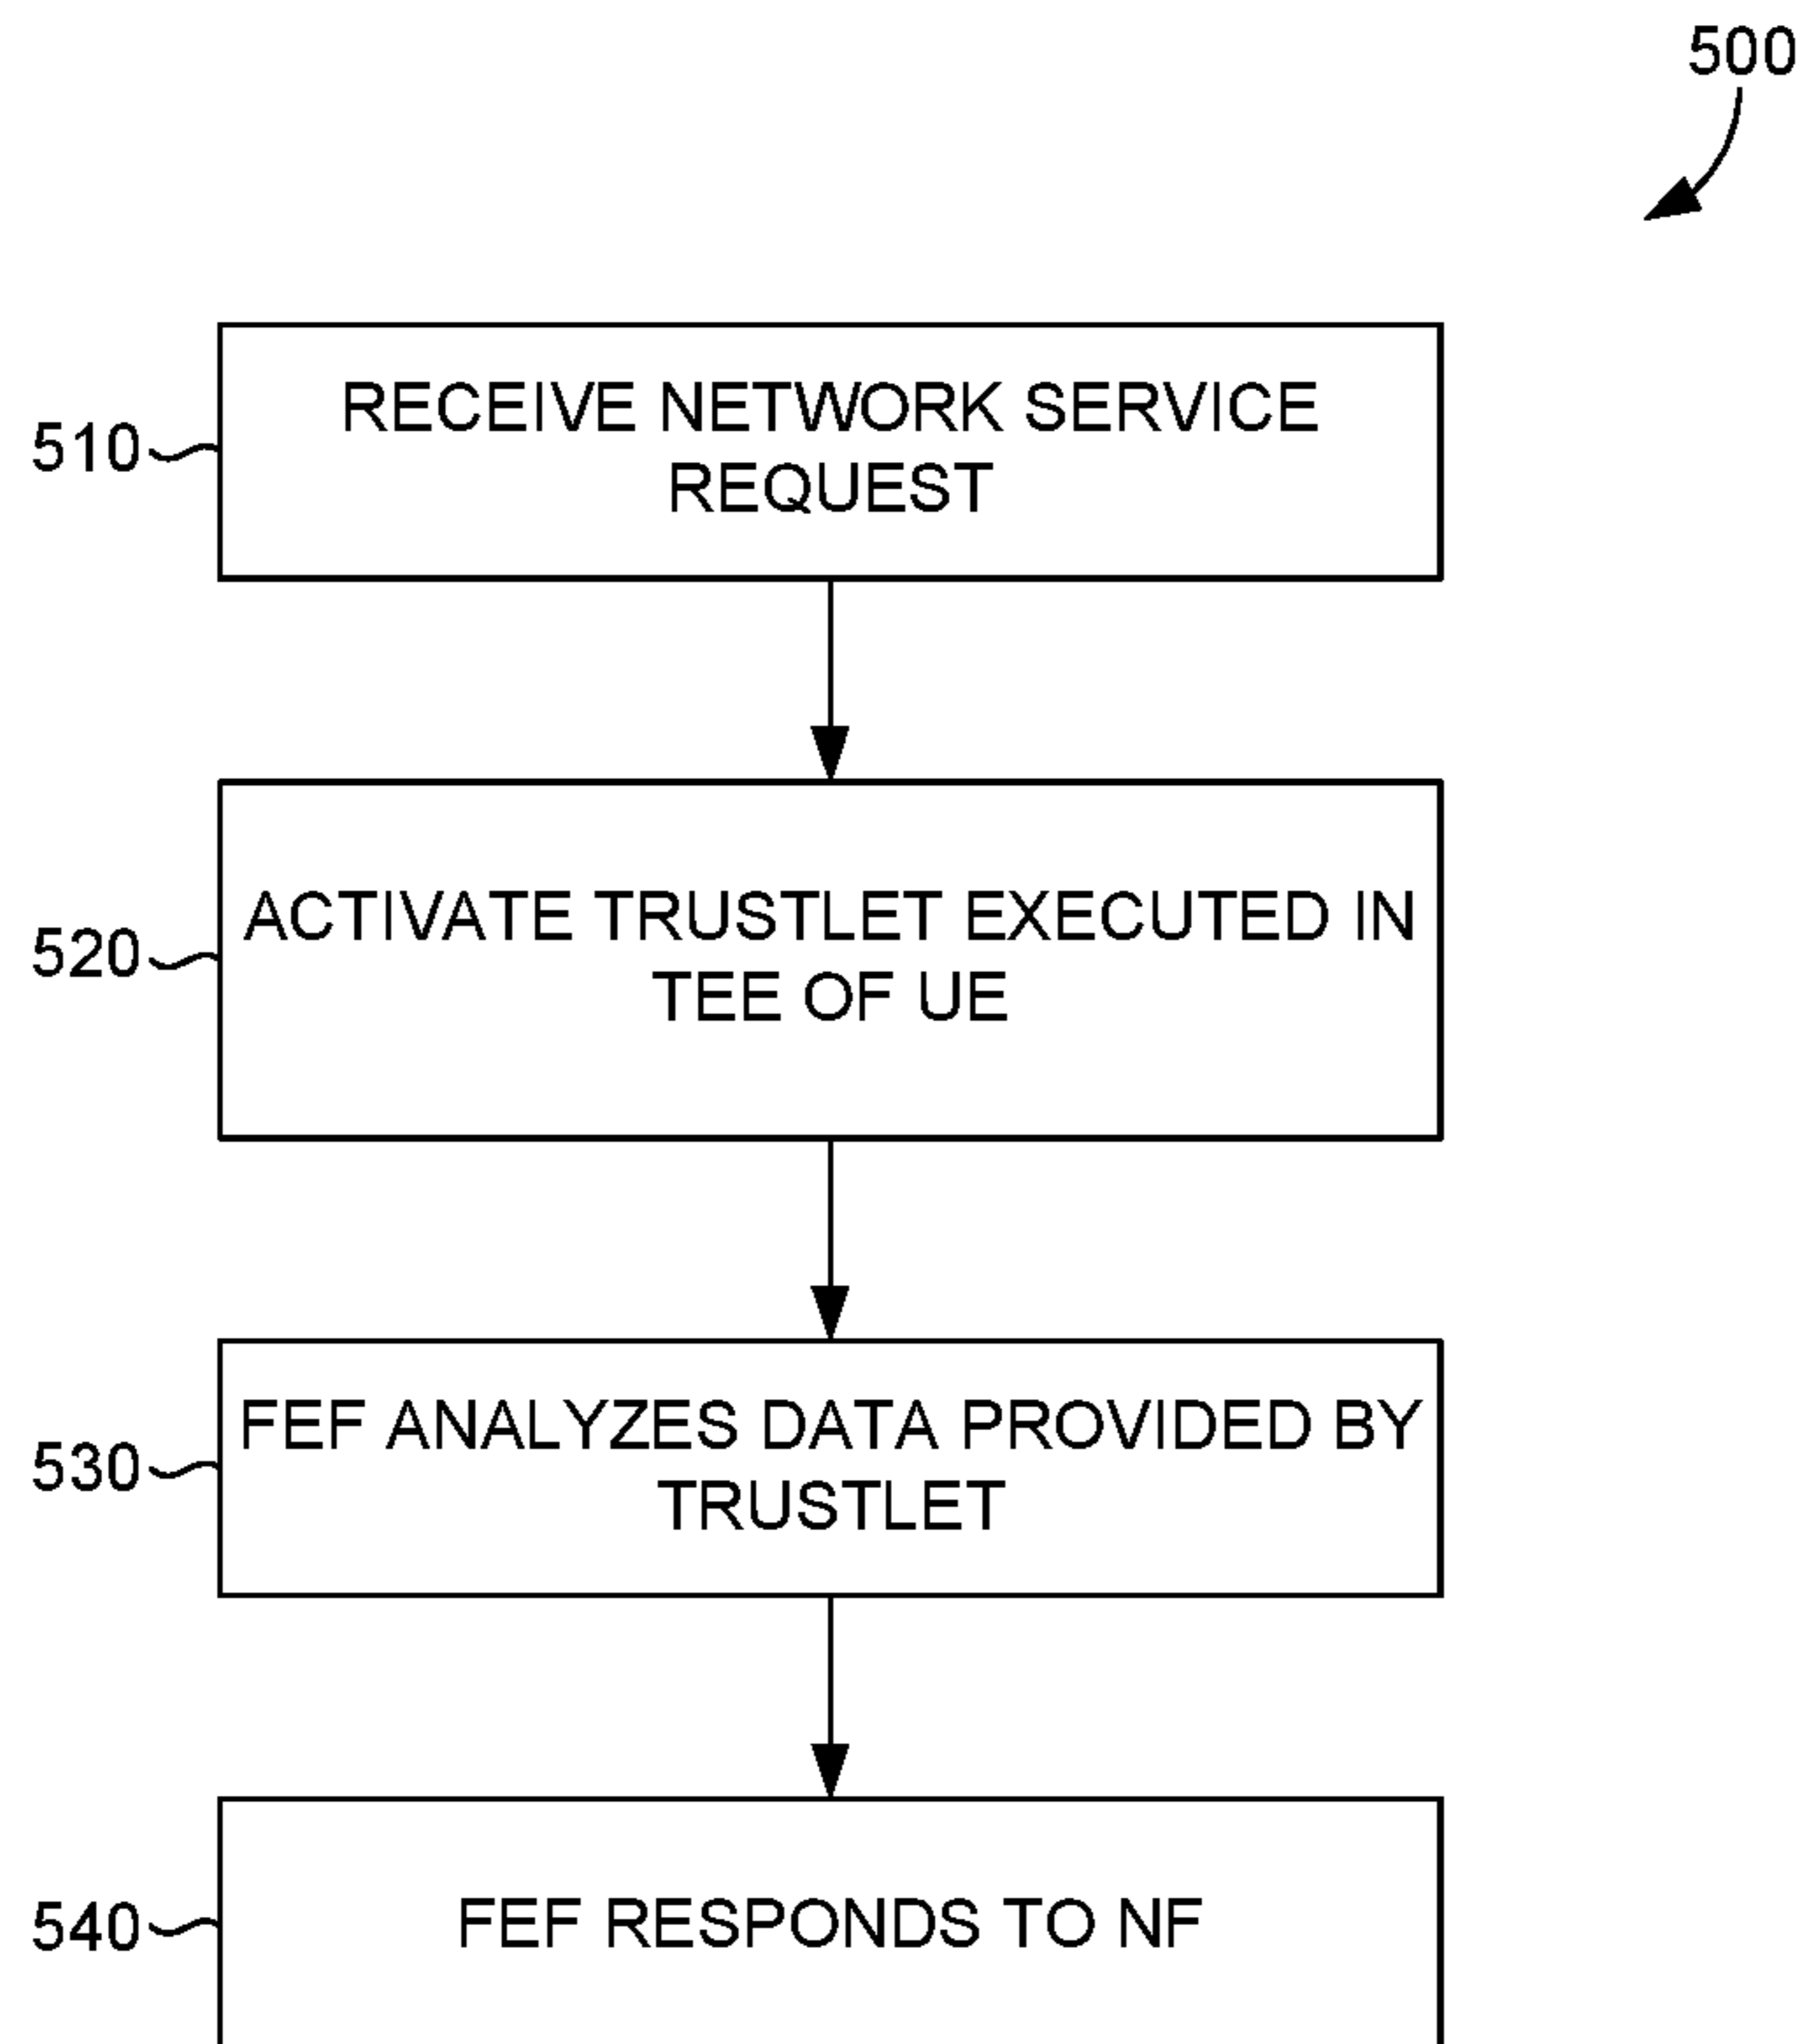 500
510
RECEIVE NETWORK SERVICE
REQUEST
520
ACTIVATE TRUSTLET EXECUTED IN
TEE OF UE
530
FEF ANALYZES DATA PROVIDED BY
TRUSTLET
540
FEF RESPONDS TO NF